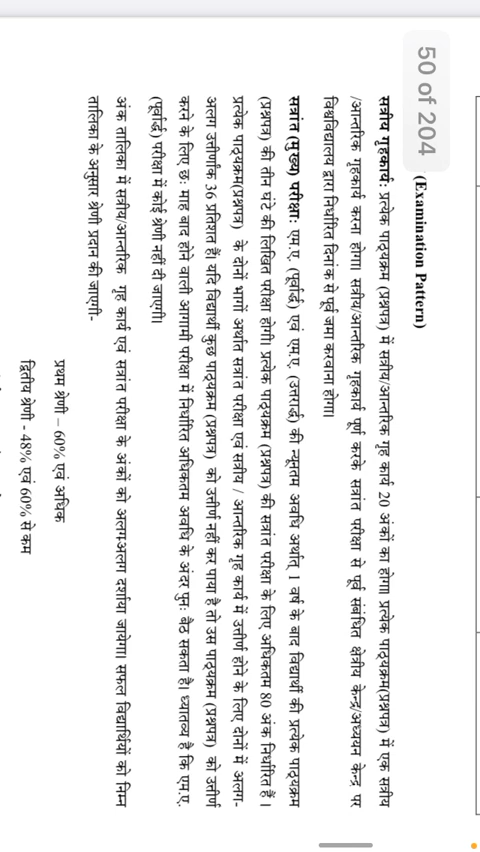 50 of 204
(Examination Pattern)
सत्रीय गृहकार्य: प्रत्येक पाठ्यक्रम (प्रश्नपत्र) में सत्रीय/आन्तरिक गृह कार्य 20 अंकों का होगा। प्रत्येक पाठ्यक्रम(प्रश्नपत्र) में एक सत्रीय
/आन्तरिक गृहकार्य करना होगा। सत्रीय/आन्तरिक गृहकार्य पूर्ण करके सत्रांत परीक्षा से पूर्व संबंधित क्षेत्रीय केन्द्र/अध्ययन केन्द्र पर
विश्वविद्यालय द्वारा निर्धारित दिनांक से पूर्व जमा करवाना होगा।
सत्रांत (मुख्य) परीक्षा: एम.ए. (पूर्वार्द्ध) एवं एम.ए. (उत्तरार्द्ध) की न्यूनतम अवधि अर्थात् 1 वर्ष के बाद विद्यार्थी की प्रत्येक पाठ्यक्रम
(प्रश्नपत्र) की तीन घंटे की लिखित परीक्षा होगी। प्रत्येक पाठ्यक्रम (प्रश्नपत्र) की सत्रांत परीक्षा के लिए अधिकतम 80 अंक निर्धारित हैं।
प्रत्येक पाठ्यक्रम(प्रश्नपत्र) के दोनों भागों अर्थात सत्रांत परीक्षा एवं सत्रीय / आन्तरिक गृह कार्य में उत्तीर्ण होने के लिए दोनों में अलग-
अलग उत्तीर्णांक 36 प्रतिशत हैं। यदि विद्यार्थी कुछ पाठ्यक्रम (प्रश्नपत्र) को उत्तीर्ण नहीं कर पाया है तो उस पाठ्यक्रम (प्रश्नपत्र) को उत्तीर्ण
करने के लिए छः माह बाद होने वाली आगामी परीक्षा में निर्धारित अधिकतम अवधि के अंदर पुनः बैठ सकता है। ध्यातव्य है कि एम.ए.
(पूर्वार्द्ध) परीक्षा में कोई श्रेणी नहीं दी जाएगी।
अंक तालिका में सत्रीय/आन्तरिक गृह कार्य एवं सत्रांत परीक्षा के अंकों को अलग-अलग दर्शाया जायेगा। सफल विद्यार्थियों को निम्न
तालिका के अनुसार श्रेणी प्रदान की जाएगी-
प्रथम श्रेणी – 60% एवं अधिक
द्वितीय श्रेणी - 48% एवं 60% से कम